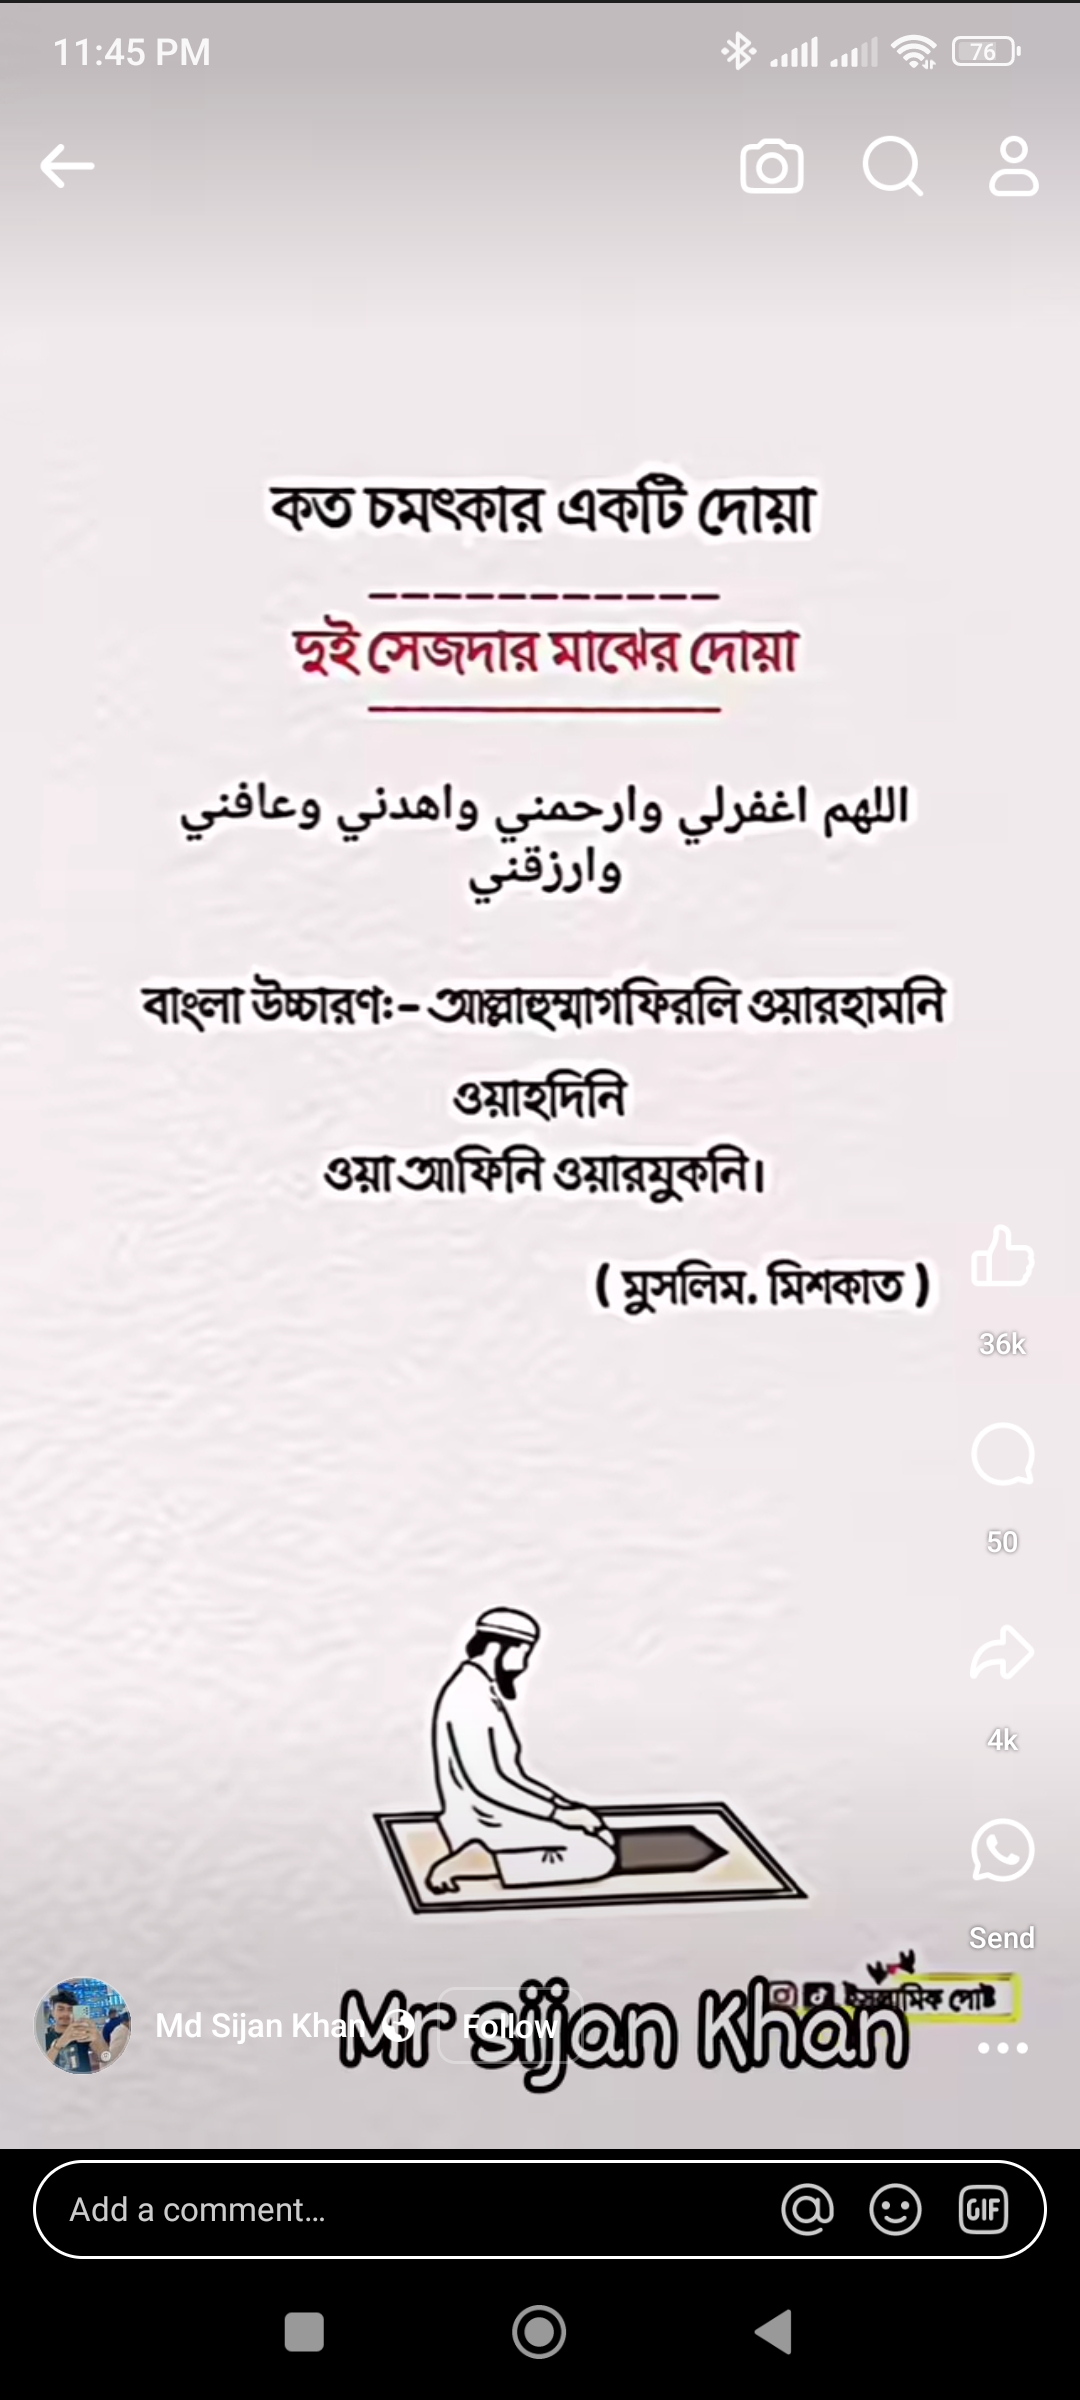 11:45 PM
76
কত চমৎকার একটি দোয়া
দুই সেজদার মাঝের দোয়া
اللهم اغفرلي وارحمني واهدني وعافني
وارزقني
বাংলা উচ্চারণঃ- আল্লাহুম্মাগফিরলি ওয়ারহামনি
ওয়াহদিনি
ওয়া আফিনি ওয়ারযুকনি।
( মুসলিম. মিশকাত )
36k
50
4k
Send
ইসলামিক পোষ্ট
Md Sijan Khan
Follow
Mr sijan Khan
Add a comment...
GIF